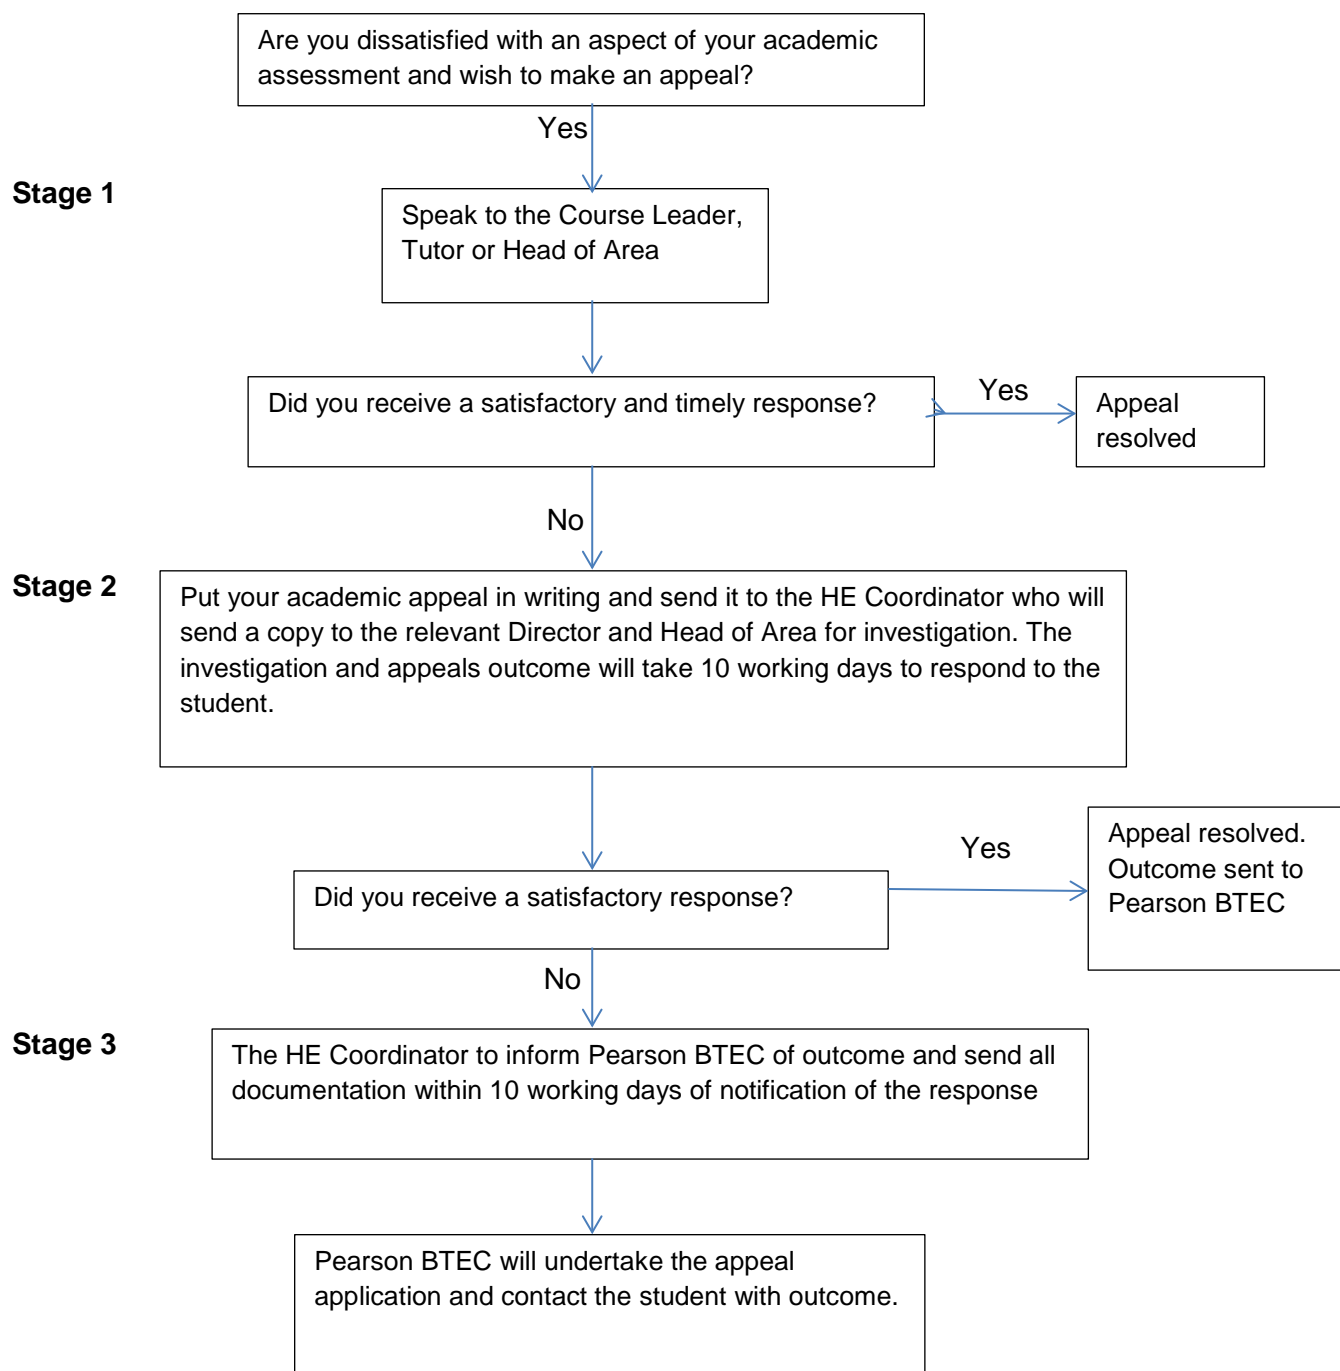 Are you dissatisfied with an aspect of your academic
assessment and wish to make an appeal?
Yes
Stage 1
Speak to the Course Leader,
Tutor or Head of Area
Did you receive a satisfactory and timely response?
Yes
Appeal
resolved
No
Stage 2
Put your academic appeal in writing and send it to the HE Coordinator who will
send a copy to the relevant Director and Head of Area for investigation. The
investigation and appeals outcome will take 10 working days to respond to the
student.
Did you receive a satisfactory response?
Yes
Appeal resolved.
Outcome sent to
Pearson BTEC
No
Stage 3
The HE Coordinator to inform Pearson BTEC of outcome and send all
documentation within 10 working days of notification of the response
Pearson BTEC will undertake the appeal
application and contact the student with outcome.